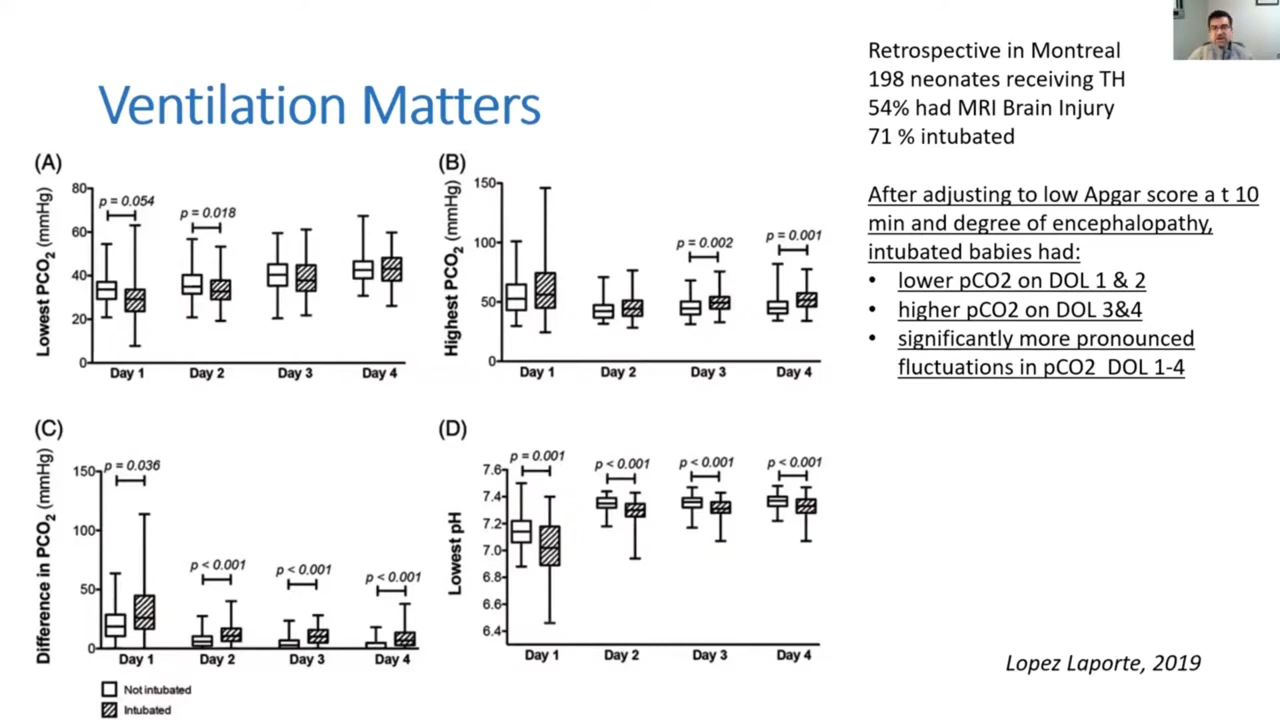 Ventilation Matters
Retrospective in Montreal
198 neonates receiving TH
54% had MRI Brain Injury
71 % intubated
After adjusting to low Apgar score a t 10
min and degree of encephalopathy,
intubated babies had:
• lower pCO2 on DOL 1 & 2
• higher pCO2 on DOL 3&4
• significantly more pronounced
fluctuations in pCO2 DOL 1-4
(A)
Lowest PCO₂ (mmHg)
80
60
40
20
0
p = 0.054
p = 0.018
Day 1 Day 2 Day 3 Day 4
(B)
Highest PCO₂ (mmHg)
150
100
50
0
p = 0.002
p = 0.001
Day 1 Day 2 Day 3 Day 4
(C)
Difference in PCO₂ (mmHg)
150
100
50
0
p = 0.036
p < 0.001
p < 0.001
p < 0.001
Day 1 Day 2 Day 3 Day 4
Not intubated
Intubated
(D)
Lowest pH
7.6
7.4
7.2
7.0
6.8
6.6
6.4
p = 0.001
p < 0.001
p < 0.001
p < 0.001
Day 1 Day 2 Day 3 Day 4
Lopez Laporte, 2019